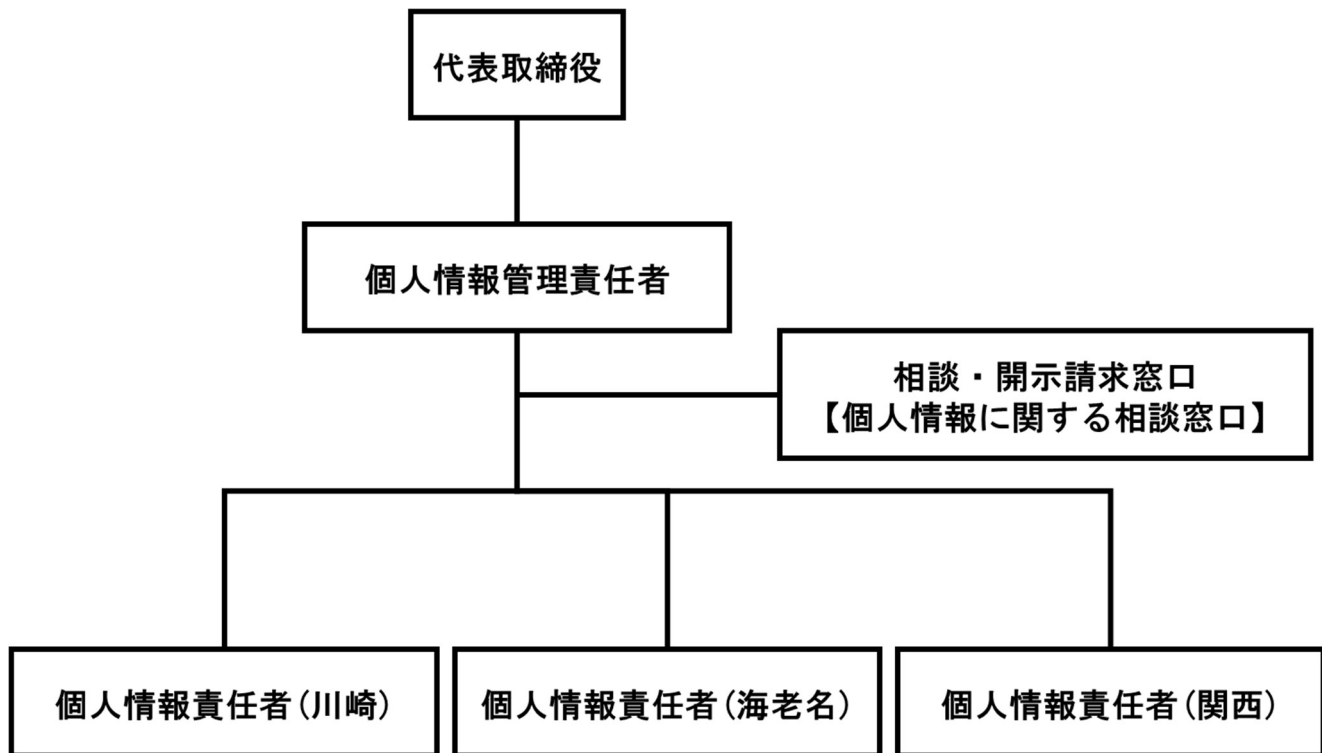 代表取締役
個人情報管理責任者
相談・開示請求窓口
【個人情報に関する相談窓口】
個人情報責任者(川崎)
個人情報責任者(海老名)
個人情報責任者(関西)